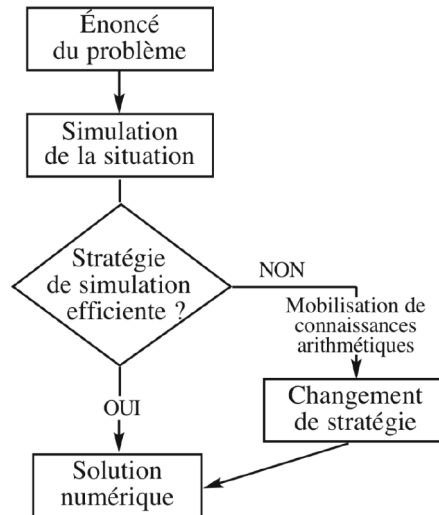 Énoncé
du problème
Simulation
de la situation
Stratégie
de simulation
efficiente ?
NON
Mobilisation de
connaissances
arithmétiques
OUI
Changement
de stratégie
Solution
numérique